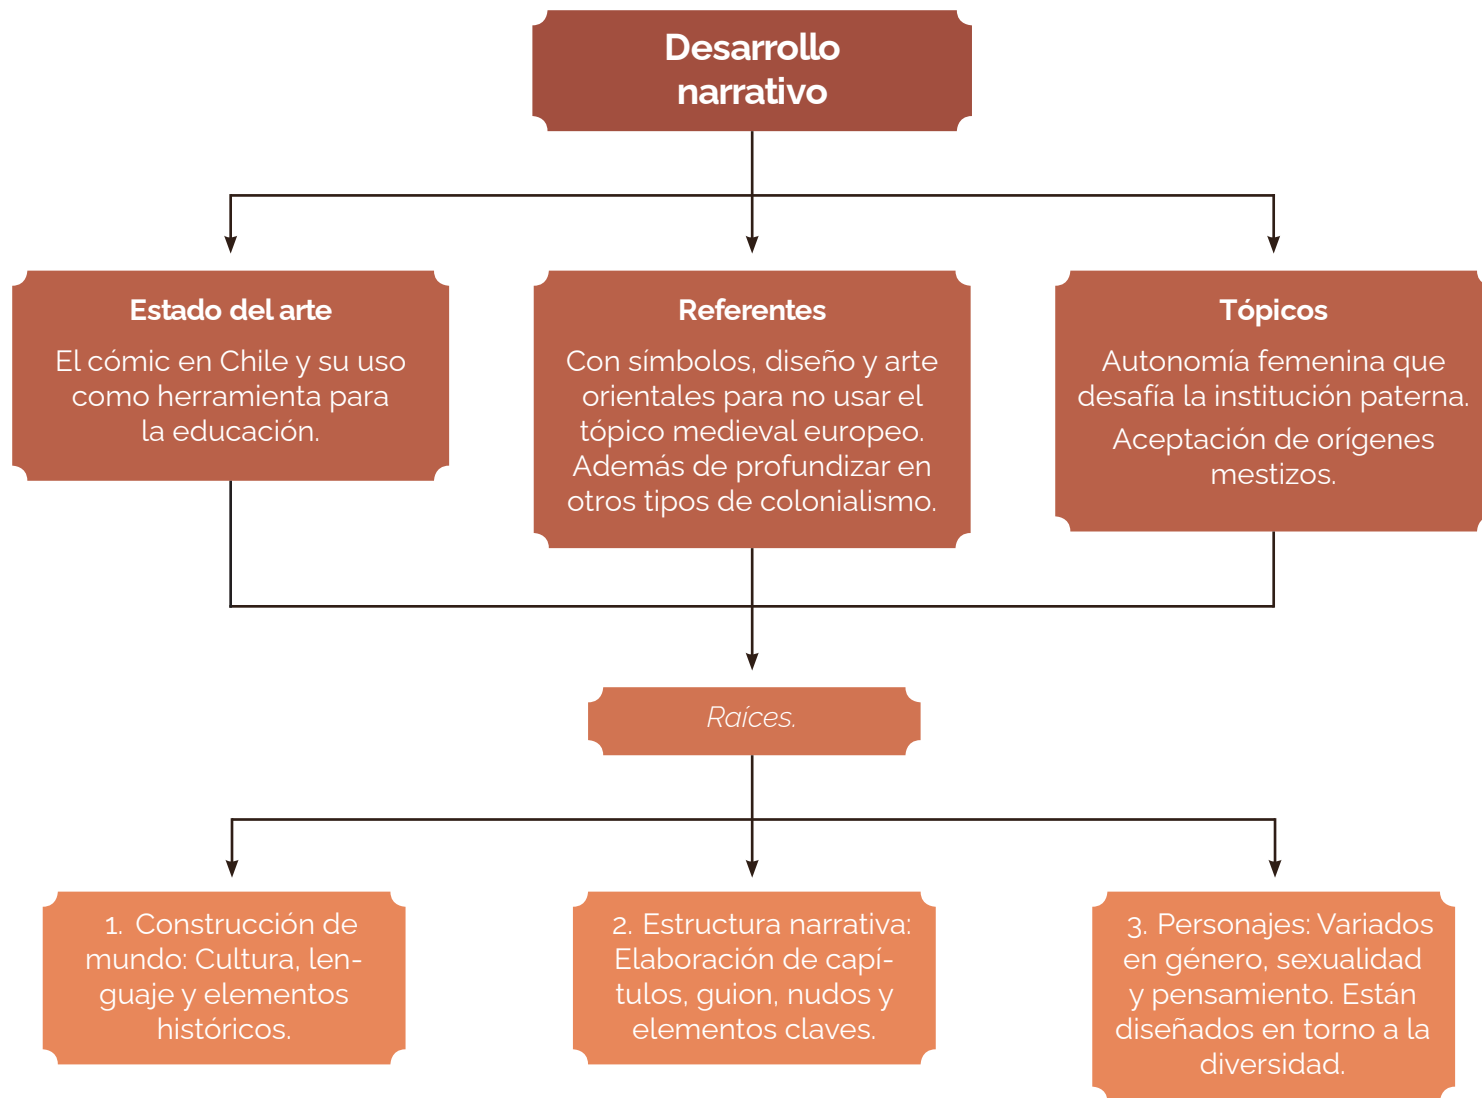 Desarrollo
narrativo
Estado del arte
El cómic en Chile y su uso
como herramienta para
la educación.
Referentes
Con símbolos, diseño y arte
orientales para no usar el
tópico medieval europeo.
Además de profundizar en
otros tipos de colonialismo.
Tópicos
Autonomía femenina que
desafía la institución paterna.
Aceptación de orígenes
mestizos.
Raíces.
1. Construcción de
mundo: Cultura, len-
guaje y elementos
históricos.
2. Estructura narrativa:
Elaboración de capí-
tulos, guion, nudos y
elementos claves.
3. Personajes: Variados
en género, sexualidad
y pensamiento. Están
diseñados en torno a la
diversidad.